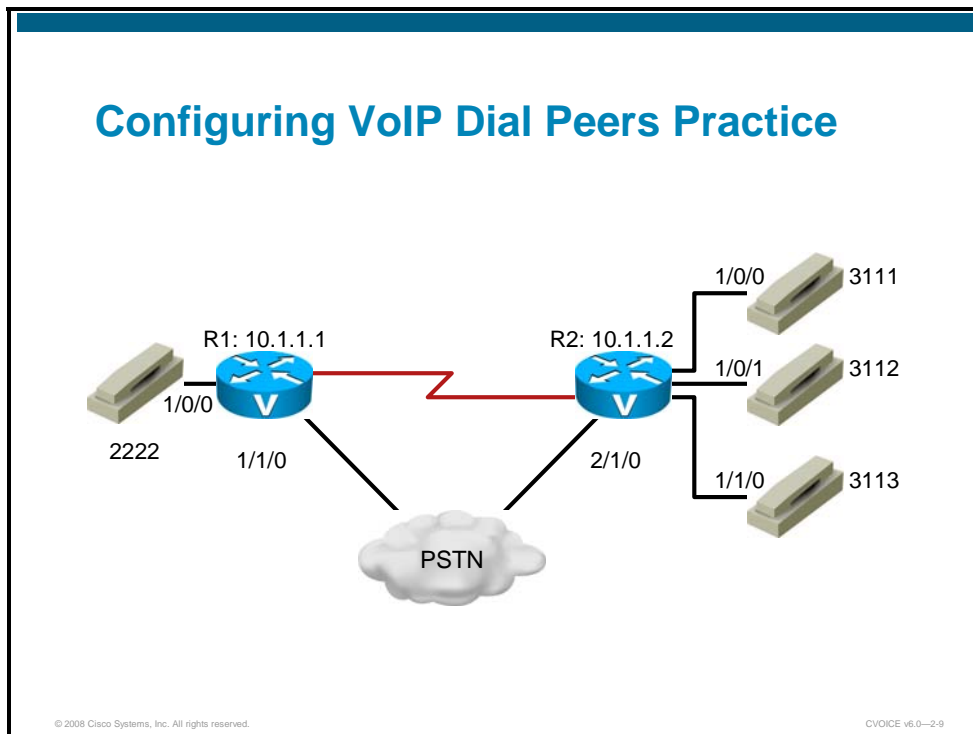 Configuring VoIP Dial Peers Practice
1/0/0
3111
R1: 10.1.1.1
R2: 10.1.1.2
1/0/1
3112
V
V
1/0/0
2222
1/1/0
2/1/0
1/1/0
3113
PSTN
© 2008 Cisco Systems, Inc. All rights reserved.
CVOICE v6.0—2-9